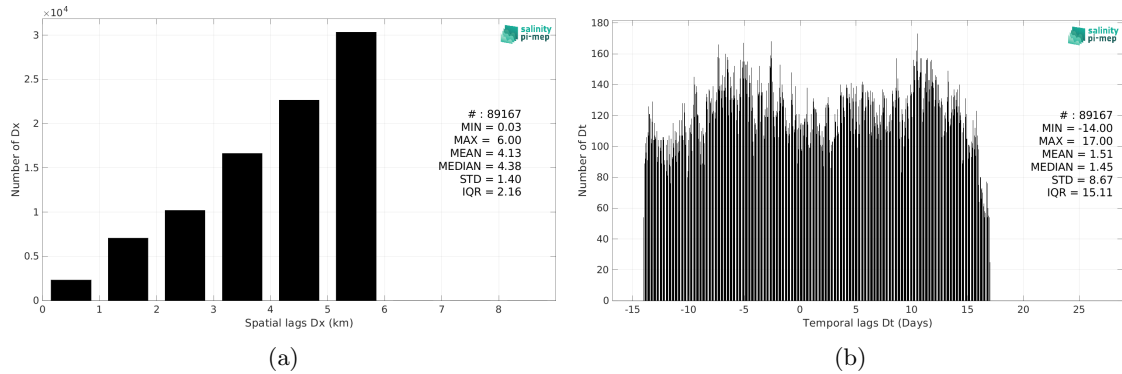 ×10⁴
3
2.5
2
1.5
1
0.5
0
Number of Dx
0 1 2 3 4 5 6 7 8
Spatial lags Dx (km)
salinity
pi-mep
# : 89167
MIN = 0.03
MAX = 6.00
MEAN = 4.13
MEDIAN = 4.38
STD = 1.40
IQR = 2.16
(a)
180
160
140
120
100
80
60
40
20
0
Number of Dt
-15 -10 -5 0 5 10 15 20 25
Temporal lags Dt (Days)
salinity
pi-mep
# : 89167
MIN = -14.00
MAX = 17.00
MEAN = 1.51
MEDIAN = 1.45
STD = 8.67
IQR = 15.11
(b)